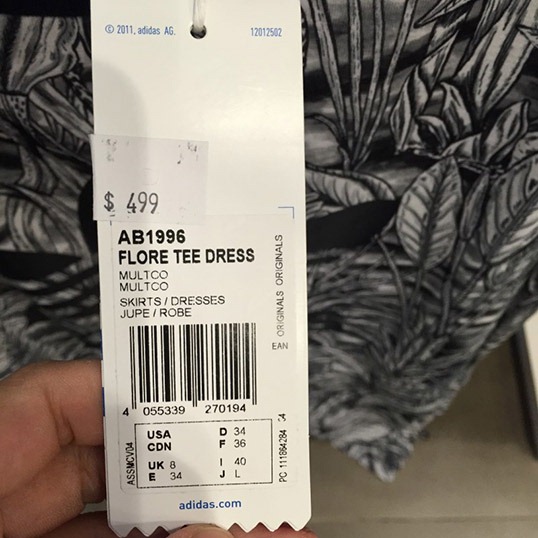 © 2011, adidas AG. 12012502
$ 499
AB1996
FLORE TEE DRESS
MULTCO
MULTCO
SKIRTS / DRESSES
JUPE / ROBE
ORIGINALS ORIGINALS
EAN
4 055339 270194
USA D 34
CDN F 36
UK 8 I 40
E 34 J L
ASSMCV04
PC 111864284 04
adidas.com